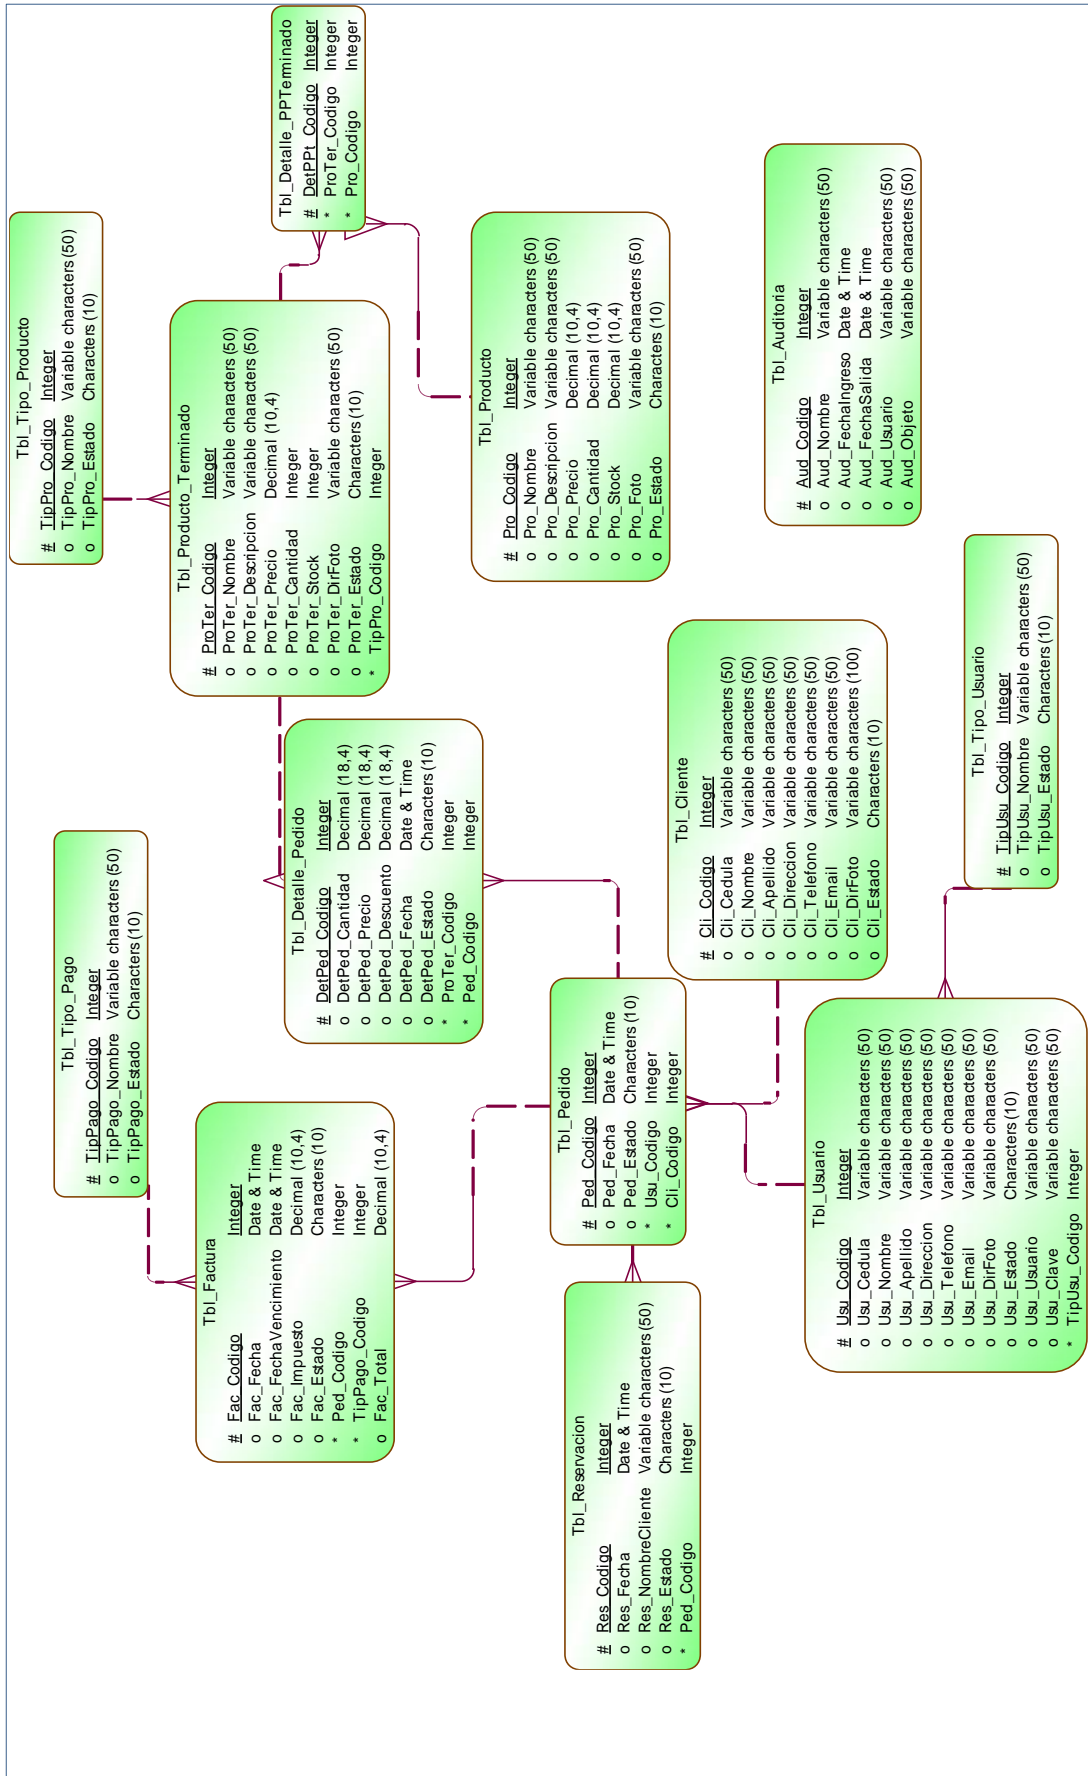 Tbl_Tipo_Pago
# TipPago_Codigo Integer
o TipPago_Nombre Variable characters (50)
o TipPago_Estado Characters (10)
Tbl_Tipo_Producto
# TipPro_Codigo Integer
o TipPro_Nombre Variable characters (50)
o TipPro_Estado Characters (10)
Tbl_Factura
# Fac_Codigo Integer
o Fac_Fecha Date & Time
o Fac_FechaVencimiento Date & Time
o Fac_Impuesto Decimal (10,4)
o Fac_Estado Characters (10)
* Ped_Codigo Integer
* TipPago_Codigo Integer
o Fac_Total Decimal (10,4)
Tbl_Detalle_Pedido
# DetPed_Codigo Integer
o DetPed_Cantidad Decimal (18,4)
o DetPed_Precio Decimal (18,4)
o DetPed_Descuento Decimal (18,4)
o DetPed_Fecha Date & Time
o DetPed_Estado Characters (10)
* ProTer_Codigo Integer
* Ped_Codigo Integer
Tbl_Producto_Terminado
# ProTer_Codigo Integer
o ProTer_Nombre Variable characters (50)
o ProTer_Descripcion Variable characters (50)
o ProTer_Precio Decimal (10,4)
o ProTer_Cantidad Integer
o ProTer_Stock Integer
o ProTer_DirFoto Variable characters (50)
o ProTer_Estado Characters (10)
* TipPro_Codigo Integer
Tbl_Detalle_PPTerminado
# DetPPt_Codigo Integer
* ProTer_Codigo Integer
* Pro_Codigo Integer
Tbl_Reservacion
# Res_Codigo Integer
o Res_Fecha Date & Time
o Res_NombreCliente Variable characters (50)
o Res_Estado Characters (10)
* Ped_Codigo Integer
Tbl_Pedido
# Ped_Codigo Integer
o Ped_Fecha Date & Time
o Ped_Estado Characters (10)
* Usu_Codigo Integer
* Cli_Codigo Integer
Tbl_Producto
# Pro_Codigo Integer
o Pro_Nombre Variable characters (50)
o Pro_Descripcion Variable characters (50)
o Pro_Precio Decimal (10,4)
o Pro_Cantidad Decimal (10,4)
o Pro_Stock Decimal (10,4)
o Pro_Foto Variable characters (50)
o Pro_Estado Characters (10)
Tbl_Cliente
# Cli_Codigo Integer
o Cli_Cedula Variable characters (50)
o Cli_Nombre Variable characters (50)
o Cli_Apellido Variable characters (50)
o Cli_Direccion Variable characters (50)
o Cli_Telefono Variable characters (50)
o Cli_Email Variable characters (50)
o Cli_DirFoto Variable characters (100)
o Cli_Estado Characters (10)
Tbl_Usuario
# Usu_Codigo Integer
o Usu_Cedula Variable characters (50)
o Usu_Nombre Variable characters (50)
o Usu_Apellido Variable characters (50)
o Usu_Direccion Variable characters (50)
o Usu_Telefono Variable characters (50)
o Usu_Email Variable characters (50)
o Usu_DirFoto Variable characters (50)
o Usu_Estado Characters (10)
o Usu_Usuario Variable characters (50)
o Usu_Clave Variable characters (50)
* TipUsu_Codigo Integer
Tbl_Tipo_Usuario
# TipUsu_Codigo Integer
o TipUsu_Nombre Variable characters (50)
o TipUsu_Estado Characters (10)
Tbl_Auditoria
# Aud_Codigo Integer
o Aud_Nombre Variable characters (50)
o Aud_FechaIngreso Date & Time
o Aud_FechaSalida Date & Time
o Aud_Usuario Variable characters (50)
o Aud_Objeto Variable characters (50)